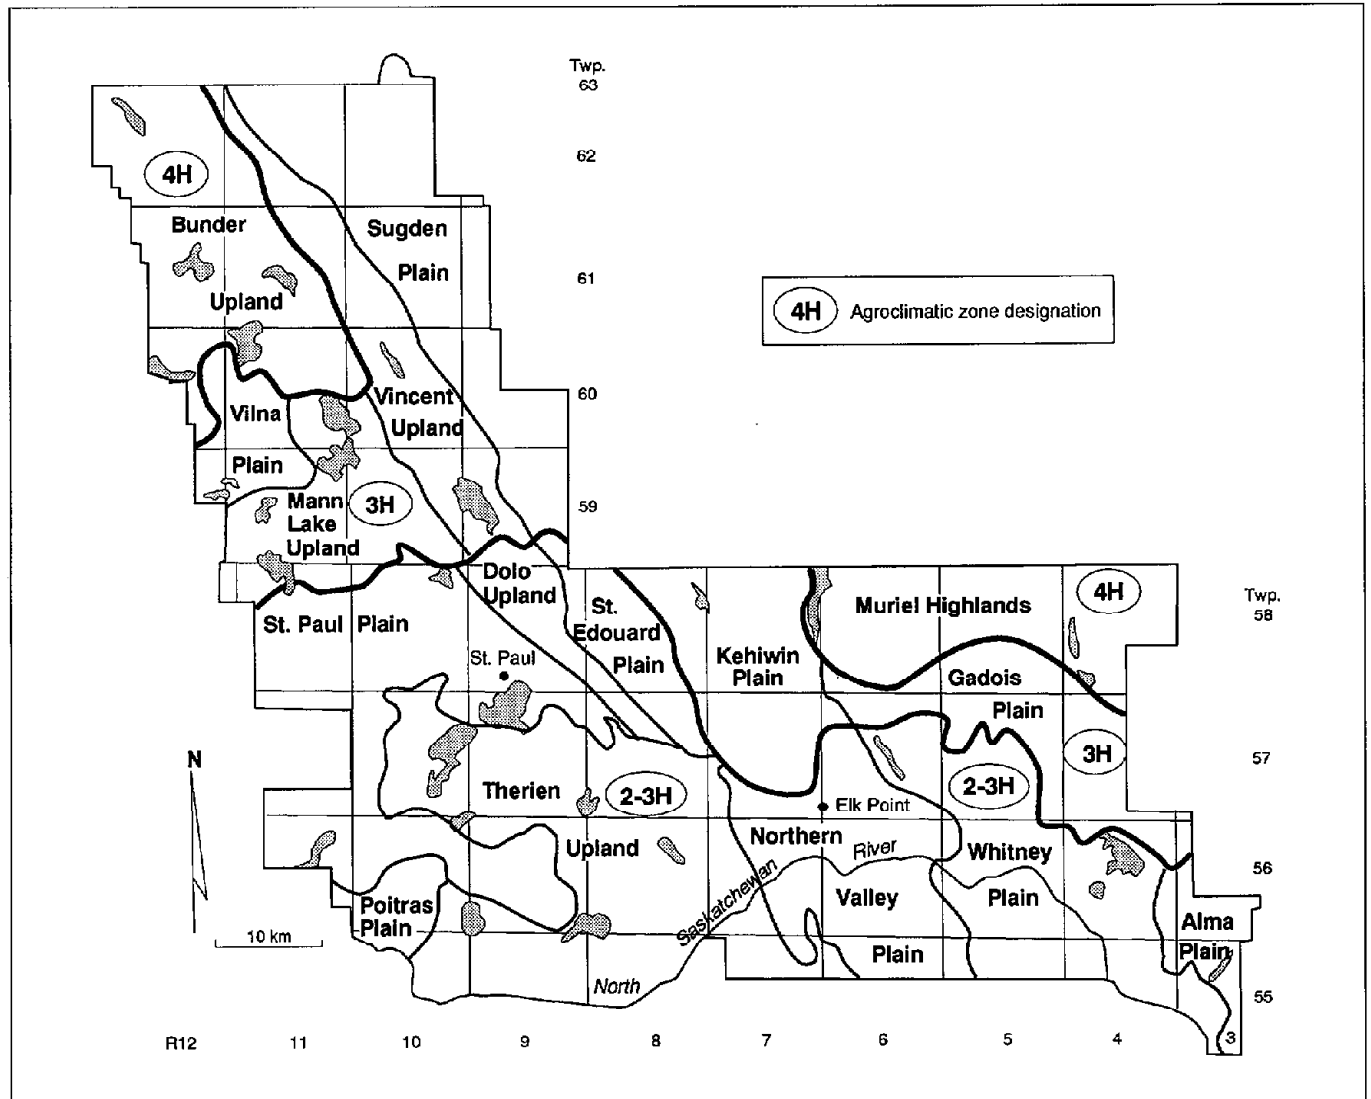 Twp.
63
62
4H
Bunder
Sugden
Plain
61
Upland
4H Agroclimatic zone designation
60
Vincent
Upland
Vilna
Plain
59
Mann
Lake
Upland
3H
Dolo
Upland
St.
Edouard
Plain
Muriel Highlands
4H
Twp.
58
St. Paul Plain
St. Paul
Kehiwin
Plain
Gadois
Plain
N
57
3H
Therien
2-3H
2-3H
Elk Point
Upland
Northern
River
Whitney
56
Saskatchewan
Poitras
Plain
Valley
Plain
Alma
Plain
10 km
Plain
North
55
R12 11 10 9 8 7 6 5 4 3